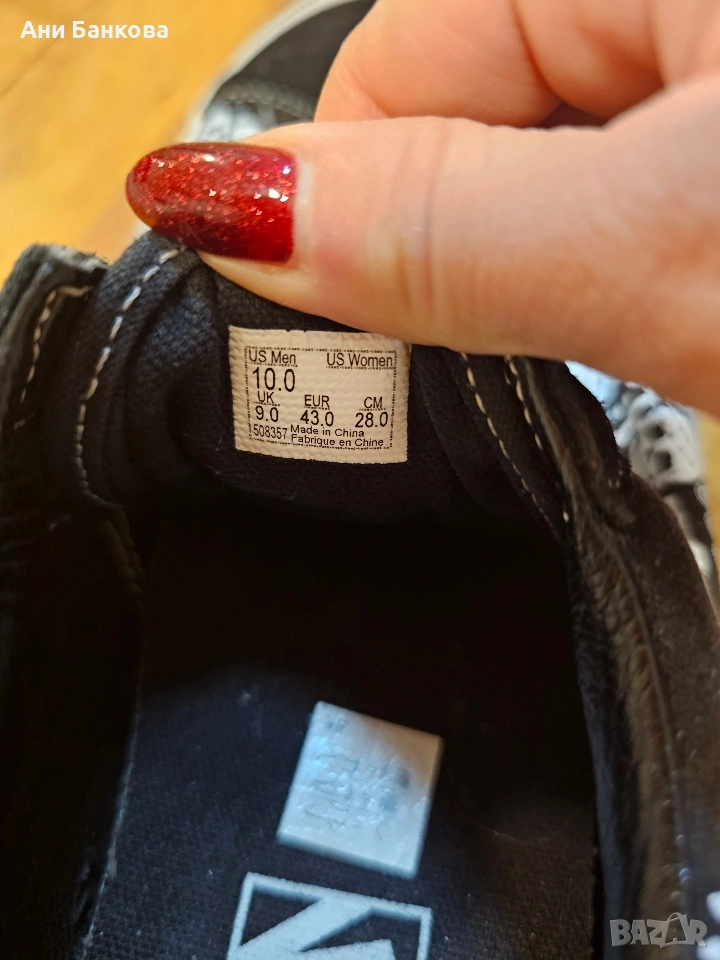 Ани Банкова
US Men US Women
10.0
UK EUR CM
9.0 43.0 28.0
508357 Made in China
Fabrique en Chine
BAZAR